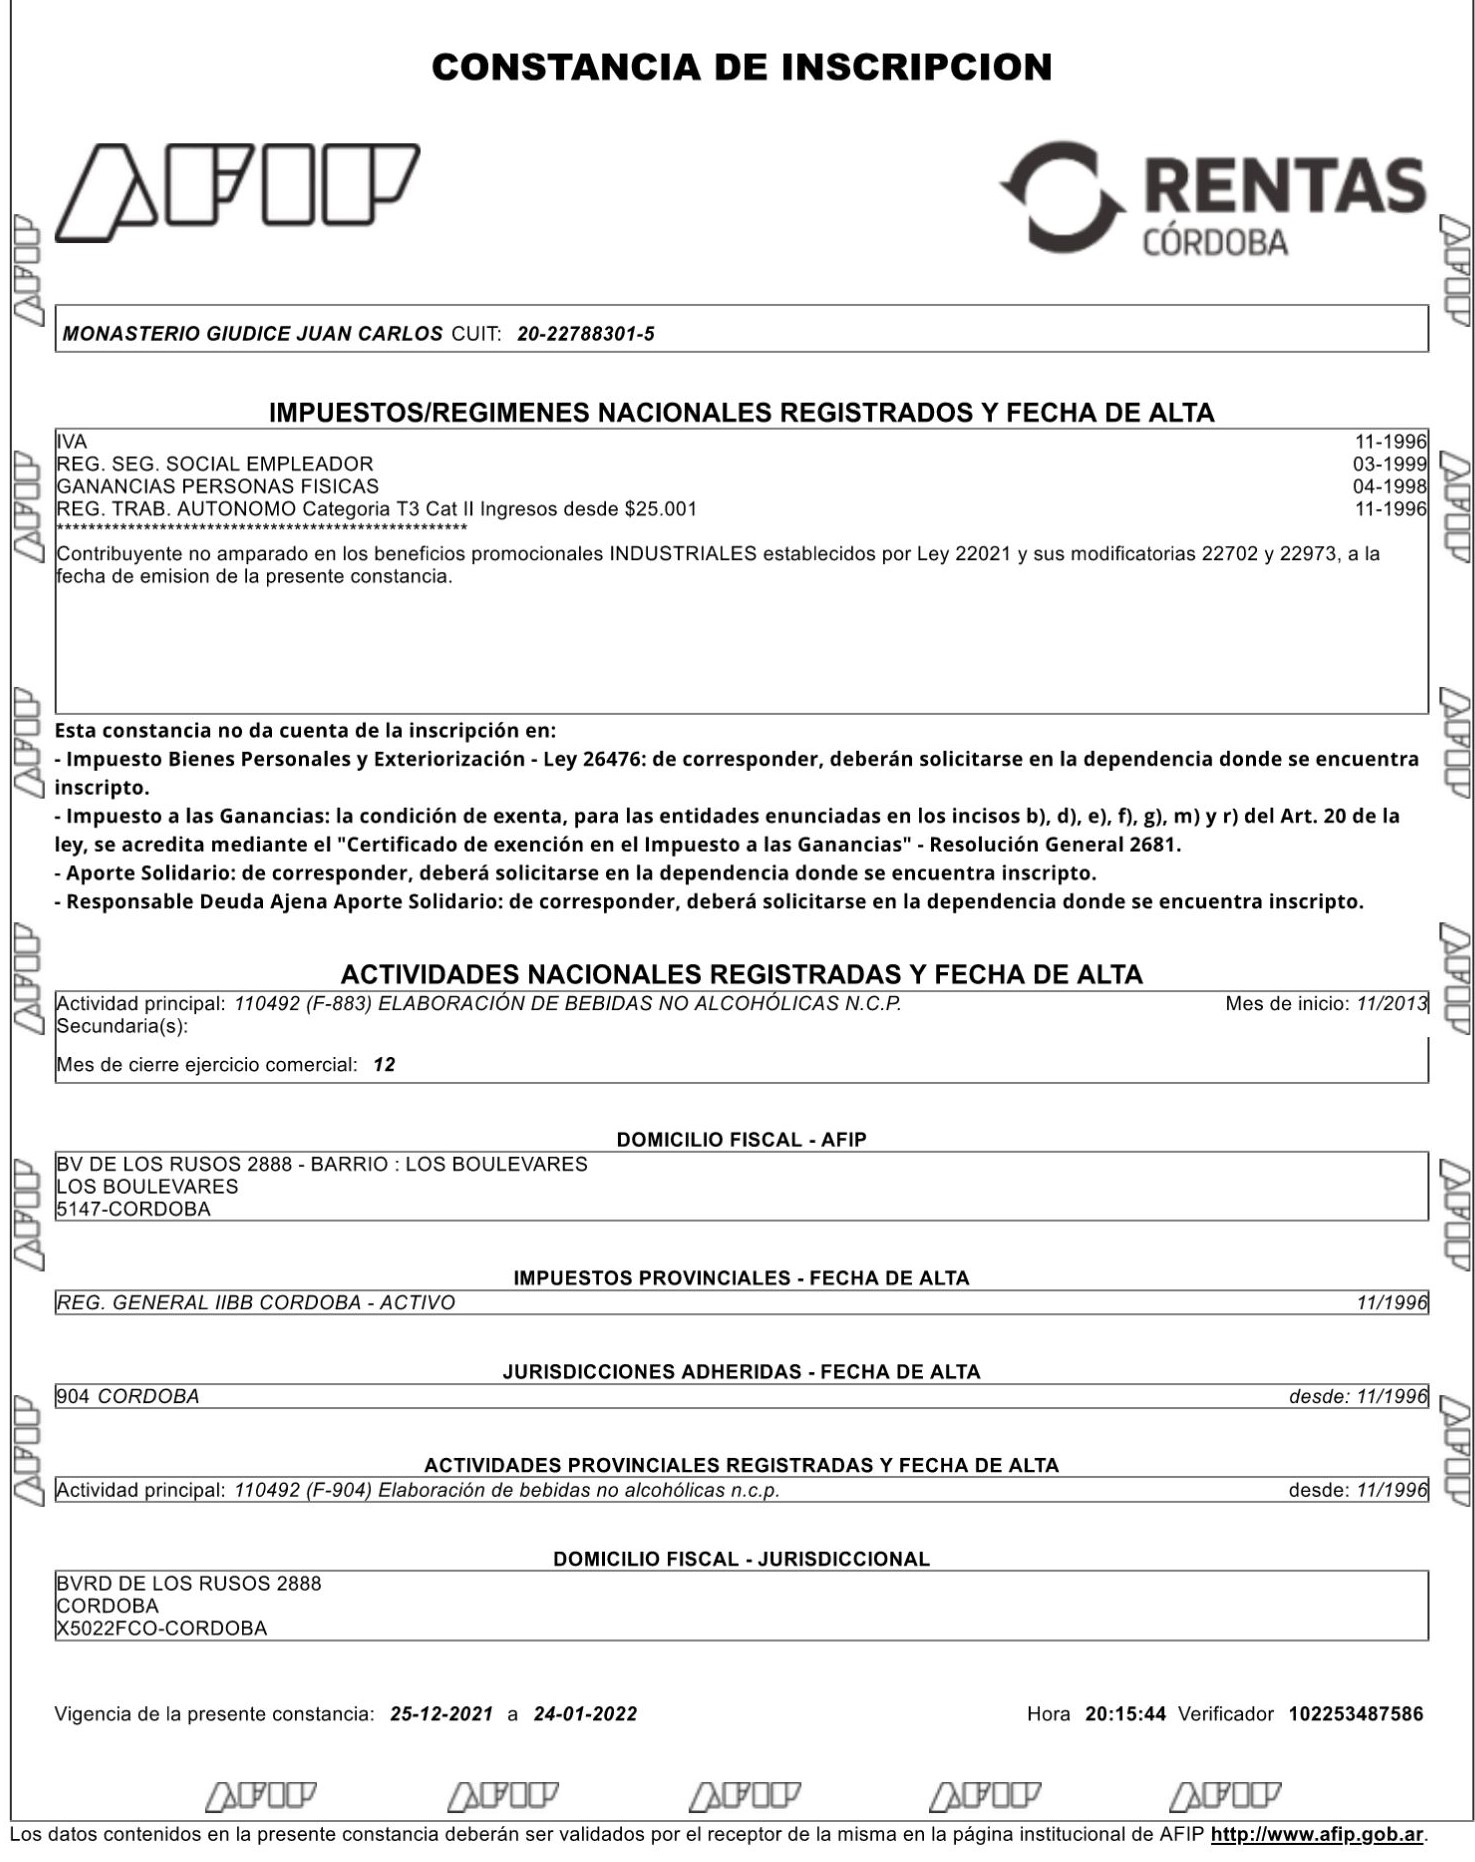 CONSTANCIA DE INSCRIPCION
AFIP
RENTAS
CÓRDOBA
MONASTERIO GIUDICE JUAN CARLOS CUIT: 20-22788301-5
IMPUESTOS/REGIMENES NACIONALES REGISTRADOS Y FECHA DE ALTA
IVA 11-1996
REG. SEG. SOCIAL EMPLEADOR 03-1999
GANANCIAS PERSONAS FISICAS 04-1998
REG. TRAB. AUTONOMO Categoria T3 Cat II Ingresos desde $25.001 11-1996
****************************************************
Contribuyente no amparado en los beneficios promocionales INDUSTRIALES establecidos por Ley 22021 y sus modificatorias 22702 y 22973, a la
fecha de emision de la presente constancia.
Esta constancia no da cuenta de la inscripción en:
- Impuesto Bienes Personales y Exteriorización - Ley 26476: de corresponder, deberán solicitarse en la dependencia donde se encuentra
inscripto.
- Impuesto a las Ganancias: la condición de exenta, para las entidades enunciadas en los incisos b), d), e), f), g), m) y r) del Art. 20 de la
ley, se acredita mediante el "Certificado de exención en el Impuesto a las Ganancias" - Resolución General 2681.
- Aporte Solidario: de corresponder, deberá solicitarse en la dependencia donde se encuentra inscripto.
- Responsable Deuda Ajena Aporte Solidario: de corresponder, deberá solicitarse en la dependencia donde se encuentra inscripto.
ACTIVIDADES NACIONALES REGISTRADAS Y FECHA DE ALTA
Actividad principal: 110492 (F-883) ELABORACIÓN DE BEBIDAS NO ALCOHÓLICAS N.C.P. Mes de inicio: 11/2013
Secundaria(s):
Mes de cierre ejercicio comercial: 12
DOMICILIO FISCAL - AFIP
BV DE LOS RUSOS 2888 - BARRIO : LOS BOULEVARES
LOS BOULEVARES
5147-CORDOBA
IMPUESTOS PROVINCIALES - FECHA DE ALTA
REG. GENERAL IIBB CORDOBA - ACTIVO 11/1996
JURISDICCIONES ADHERIDAS - FECHA DE ALTA
904 CORDOBA desde: 11/1996
ACTIVIDADES PROVINCIALES REGISTRADAS Y FECHA DE ALTA
Actividad principal: 110492 (F-904) Elaboración de bebidas no alcohólicas n.c.p. desde: 11/1996
DOMICILIO FISCAL - JURISDICCIONAL
BVRD DE LOS RUSOS 2888
CORDOBA
X5022FCO-CORDOBA
Vigencia de la presente constancia: 25-12-2021 a 24-01-2022 Hora 20:15:44 Verificador 102253487586
AFIP AFIP AFIP AFIP AFIP
Los datos contenidos en la presente constancia deberán ser validados por el receptor de la misma en la página institucional de AFIP http://www.afip.gob.ar.
AFIP
AFIP
AFIP
AFIP
AFIP
AFIP
AFIP
AFIP
AFIP
AFIP
AFIP
AFIP